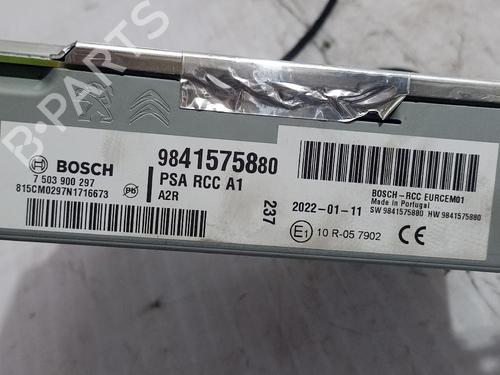 B-PARTS
BOSCH
7 503 900 297
815CM0297N1716673
Pb
9841575880
PSA RCC A1
A2R
237
2022-01-11
E1 10 R-05 7902
BOSCH-RCC EURCEM01
Made in Portugal
SW 9841575880 HW 9841575880
CE